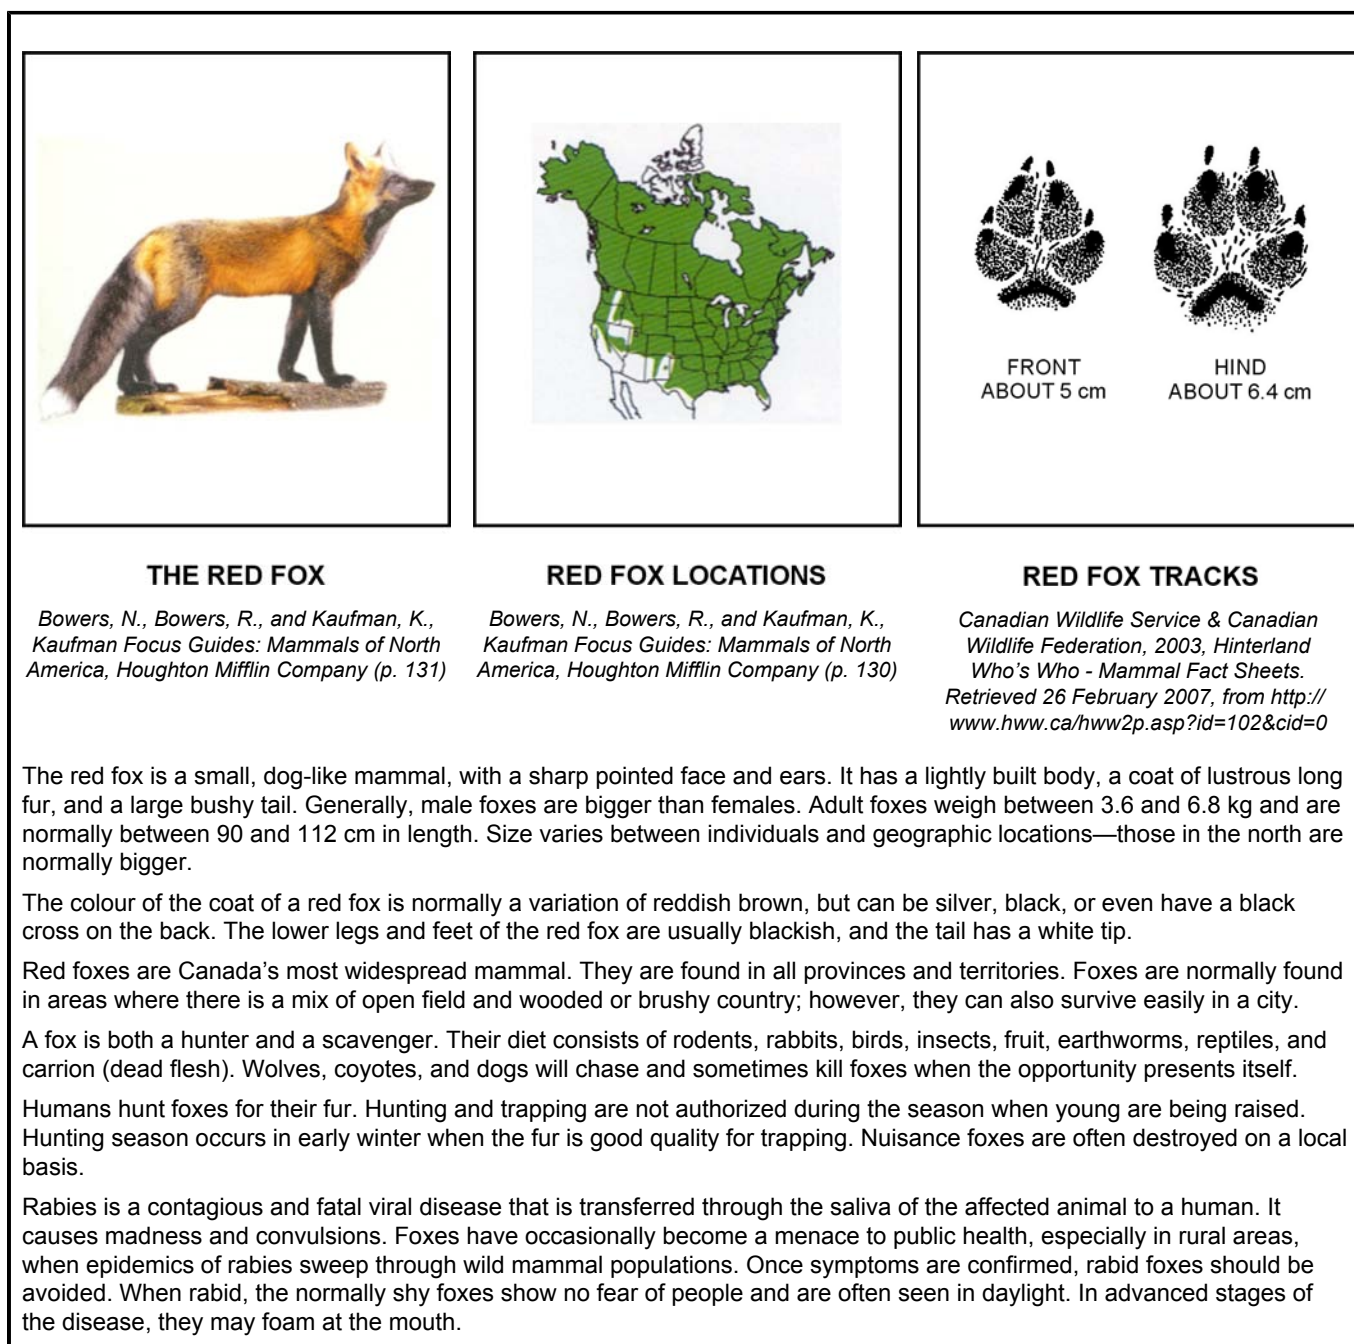 FRONT
ABOUT 5 cm
HIND
ABOUT 6.4 cm
THE RED FOX
Bowers, N., Bowers, R., and Kaufman, K.,
Kaufman Focus Guides: Mammals of North
America, Houghton Mifflin Company (p. 131)
RED FOX LOCATIONS
Bowers, N., Bowers, R., and Kaufman, K.,
Kaufman Focus Guides: Mammals of North
America, Houghton Mifflin Company (p. 130)
RED FOX TRACKS
Canadian Wildlife Service & Canadian
Wildlife Federation, 2003, Hinterland
Who's Who - Mammal Fact Sheets.
Retrieved 26 February 2007, from http://
www.hww.ca/hww2p.asp?id=102&cid=0
The red fox is a small, dog-like mammal, with a sharp pointed face and ears. It has a lightly built body, a coat of lustrous long
fur, and a large bushy tail. Generally, male foxes are bigger than females. Adult foxes weigh between 3.6 and 6.8 kg and are
normally between 90 and 112 cm in length. Size varies between individuals and geographic locations—those in the north are
normally bigger.
The colour of the coat of a red fox is normally a variation of reddish brown, but can be silver, black, or even have a black
cross on the back. The lower legs and feet of the red fox are usually blackish, and the tail has a white tip.
Red foxes are Canada's most widespread mammal. They are found in all provinces and territories. Foxes are normally found
in areas where there is a mix of open field and wooded or brushy country; however, they can also survive easily in a city.
A fox is both a hunter and a scavenger. Their diet consists of rodents, rabbits, birds, insects, fruit, earthworms, reptiles, and
carrion (dead flesh). Wolves, coyotes, and dogs will chase and sometimes kill foxes when the opportunity presents itself.
Humans hunt foxes for their fur. Hunting and trapping are not authorized during the season when young are being raised.
Hunting season occurs in early winter when the fur is good quality for trapping. Nuisance foxes are often destroyed on a local
basis.
Rabies is a contagious and fatal viral disease that is transferred through the saliva of the affected animal to a human. It
causes madness and convulsions. Foxes have occasionally become a menace to public health, especially in rural areas,
when epidemics of rabies sweep through wild mammal populations. Once symptoms are confirmed, rabid foxes should be
avoided. When rabid, the normally shy foxes show no fear of people and are often seen in daylight. In advanced stages of
the disease, they may foam at the mouth.